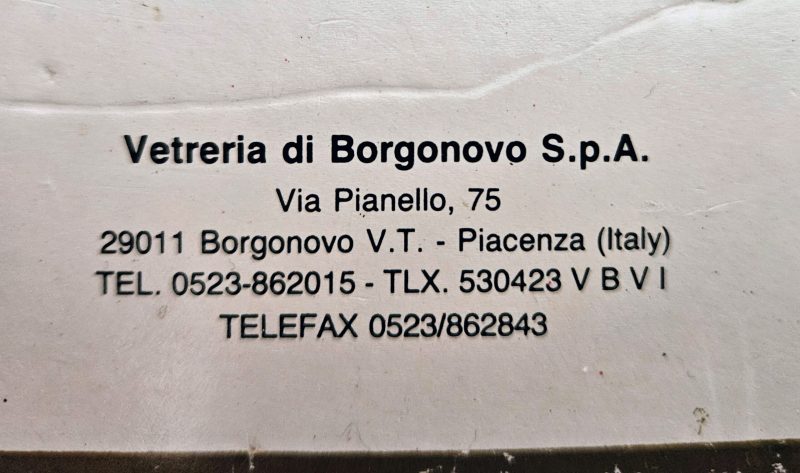 Vetreria di Borgonovo S.p.A.
Via Pianello, 75
29011 Borgonovo V.T. - Piacenza (Italy)
TEL. 0523-862015 - TLX. 530423 V B V I
TELEFAX 0523/862843